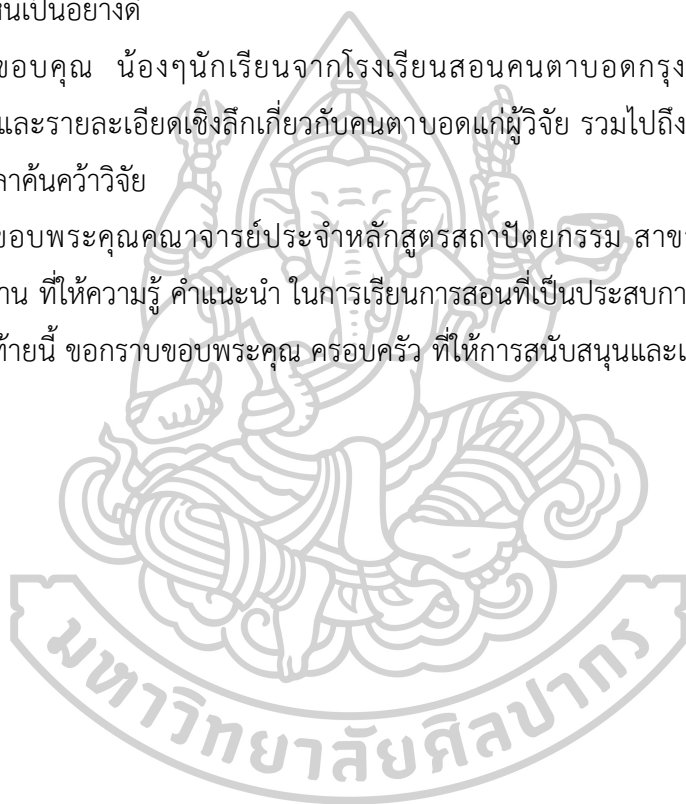 ขอบคุณ น้องๆนักเรียนจากโรงเรียนสอนคนตาบอดกรุง
และรายละเอียดเชิงลึกเกี่ยวกับคนตาบอดแก่ผู้วิจัย รวมไปถึง
าค้นคว้าวิจัย
ขอบพระคุณคณาจารย์ประจำหลักสูตรสถาปัตยกรรม สาข
าน ที่ให้ความรู้ คำแนะนำ ในการเรียนการสอนที่เป็นประสบกา
ท้ายนี้ ขอกราบขอบพระคุณ ครอบครัว ที่ให้การสนับสนุนและ
มหาวิทยาลัยศิลปากร